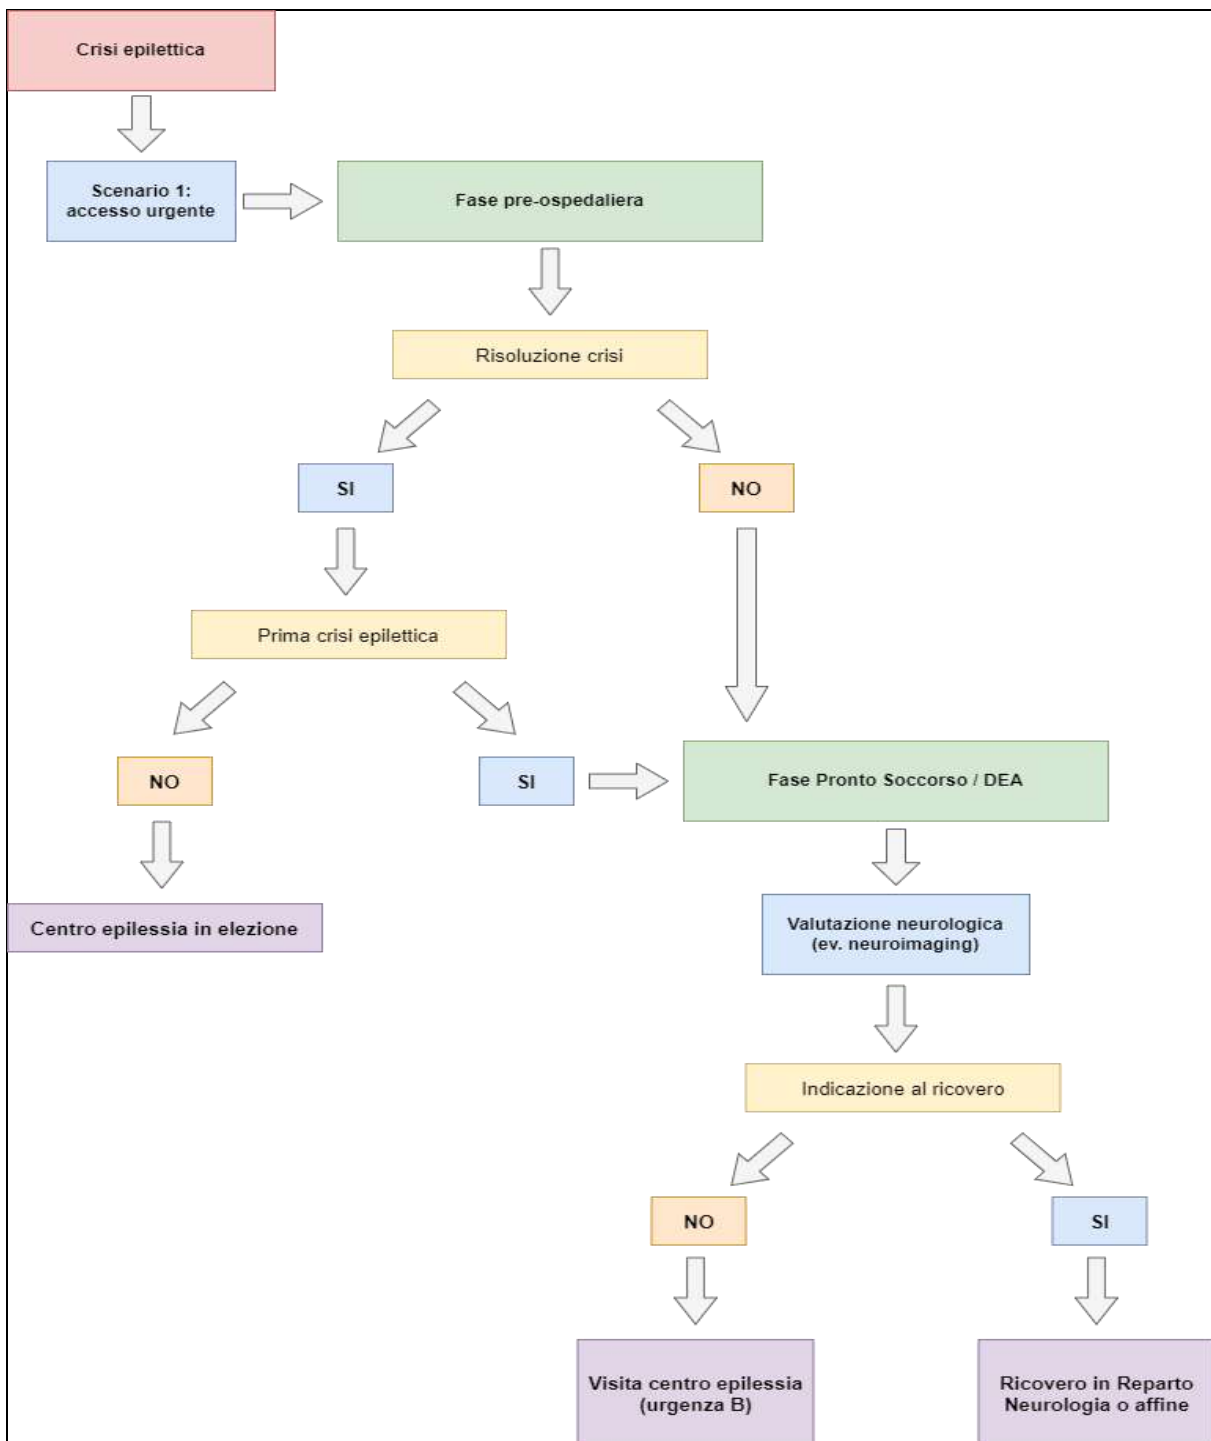 Crisi epilettica
Scenario 1:
accesso urgente
Fase pre-ospedaliera
Risoluzione crisi
SI
NO
Prima crisi epilettica
NO
SI
Fase Pronto Soccorso / DEA
Centro epilessia in elezione
Valutazione neurologica
(ev. neuroimaging)
Indicazione al ricovero
NO
SI
Visita centro epilessia
(urgenza B)
Ricovero in Reparto
Neurologia o affine